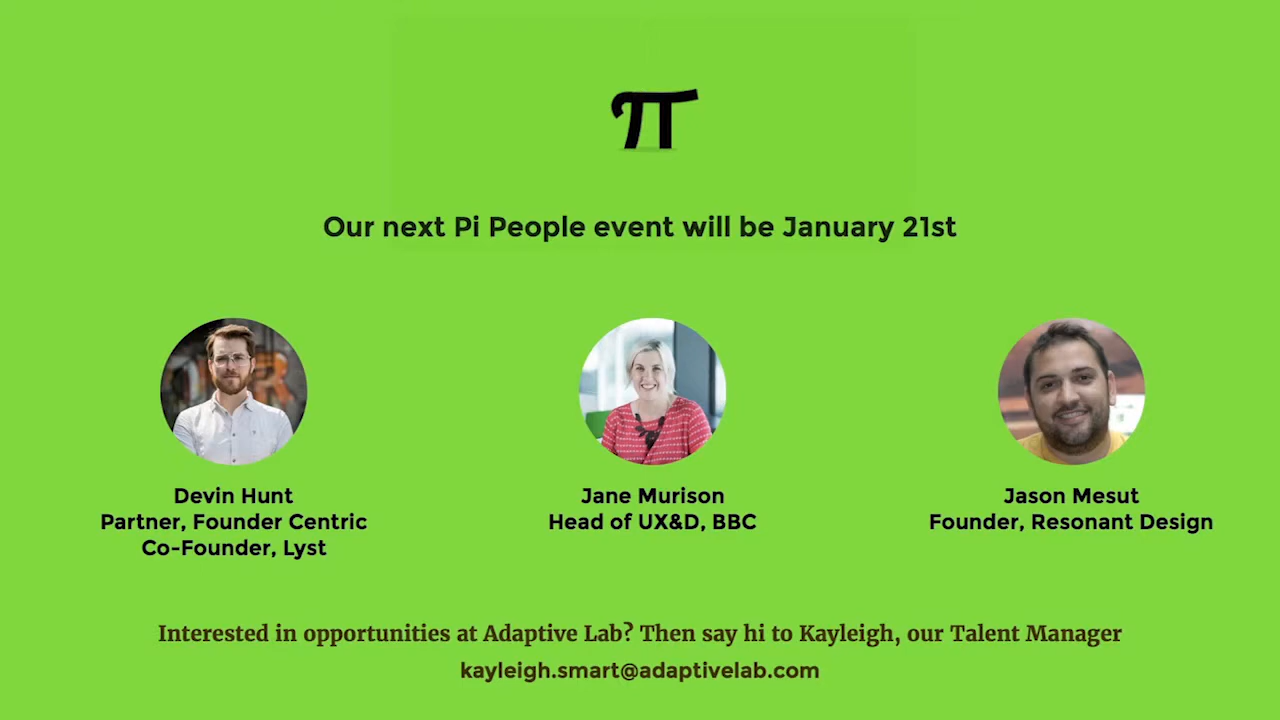 π
Our next Pi People event will be January 21st
Devin Hunt
Partner, Founder Centric
Co-Founder, Lyst
Jane Murison
Head of UX&D, BBC
Jason Mesut
Founder, Resonant Design
Interested in opportunities at Adaptive Lab? Then say hi to Kayleigh, our Talent Manager
kayleigh.smart@adaptivelab.com